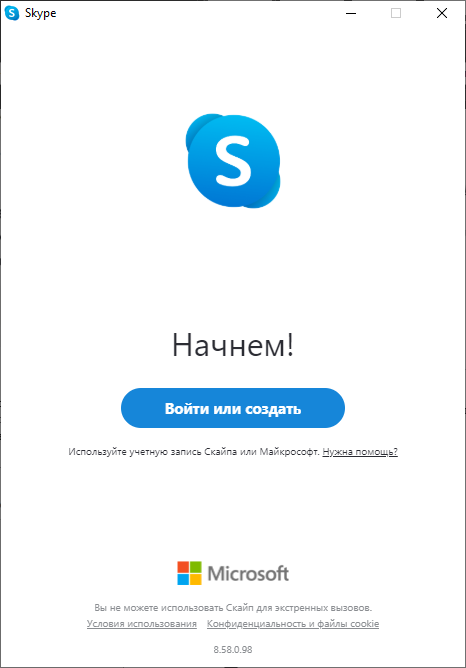 Skype
S
Начнем!
Войти или создать
Используйте учетную запись Скайпа или Майкрософт. Нужна помощь?
Microsoft
Вы не можете использовать Скайп для экстренных вызовов.
Условия использования Конфиденциальность и файлы cookie
8.58.0.98